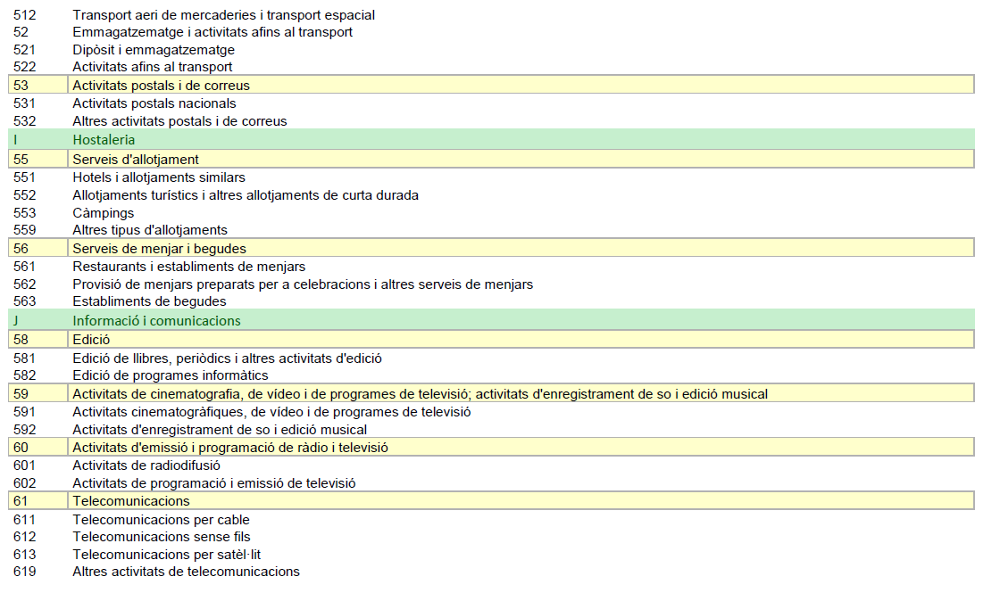 512 Transport aeri de mercaderies i transport espacial
52 Emmagatzematge i activitats afins al transport
521 Dipòsit i emmagatzematge
522 Activitats afins al transport
53 Activitats postals i de correus
531 Activitats postals nacionals
532 Altres activitats postals i de correus
I Hostaleria
55 Serveis d'allotjament
551 Hotels i allotjaments similars
552 Allotjaments turístics i altres allotjaments de curta durada
553 Càmpings
559 Altres tipus d'allotjaments
56 Serveis de menjar i begudes
561 Restaurants i establiments de menjars
562 Provisió de menjars preparats per a celebracions i altres serveis de menjars
563 Establiments de begudes
J Informació i comunicacions
58 Edició
581 Edició de llibres, periòdics i altres activitats d'edició
582 Edició de programes informàtics
59 Activitats de cinematografia, de vídeo i de programes de televisió; activitats d'enregistrament de so i edició musical
591 Activitats cinematogràfiques, de vídeo i de programes de televisió
592 Activitats d'enregistrament de so i edició musical
60 Activitats d'emissió i programació de ràdio i televisió
601 Activitats de radiodifusió
602 Activitats de programació i emissió de televisió
61 Telecomunicacions
611 Telecomunicacions per cable
612 Telecomunicacions sense fils
613 Telecomunicacions per satèl·lit
619 Altres activitats de telecomunicacions